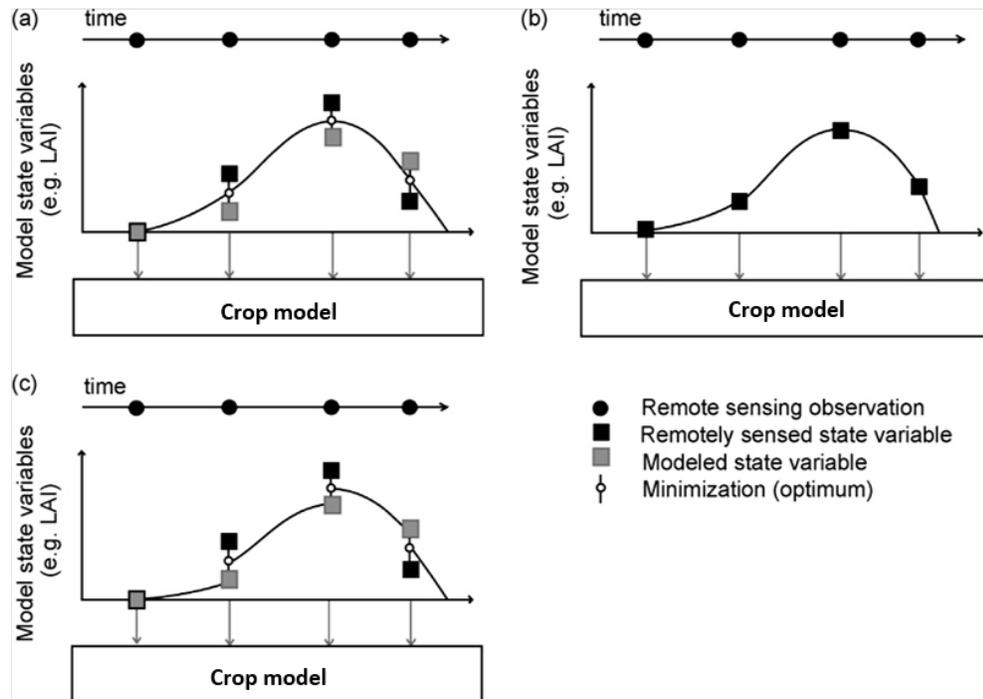 (a)
time
Model state variables
(e.g. LAI)
Crop model
(b)
time
Model state variables
(e.g. LAI)
Crop model
(c)
time
Model state variables
(e.g. LAI)
Crop model
Remote sensing observation
Remotely sensed state variable
Modeled state variable
Minimization (optimum)